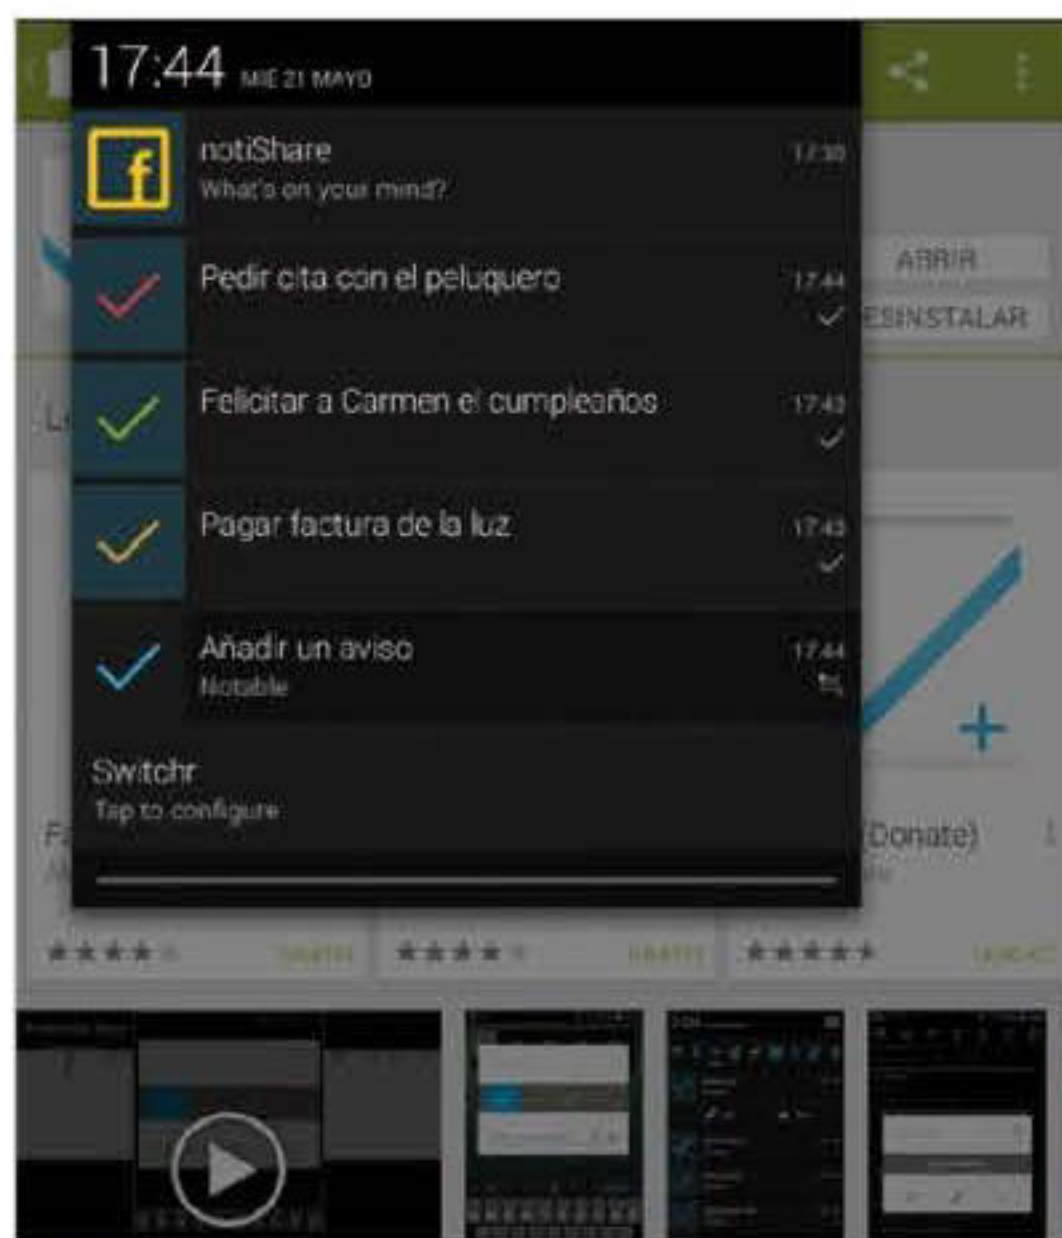 17:44 MIÉ 21 MAYO
notiShare 17:30
What's on your mind?
Pedir cita con el peluquero 17:44
Felicitar a Carmen el cumpleaños 17:43
Pagar factura de la luz 17:43
Añadir un aviso 17:44
Notable
Switchr
Tap to configure
ABRIR
ESINSTALAR
(Donate)